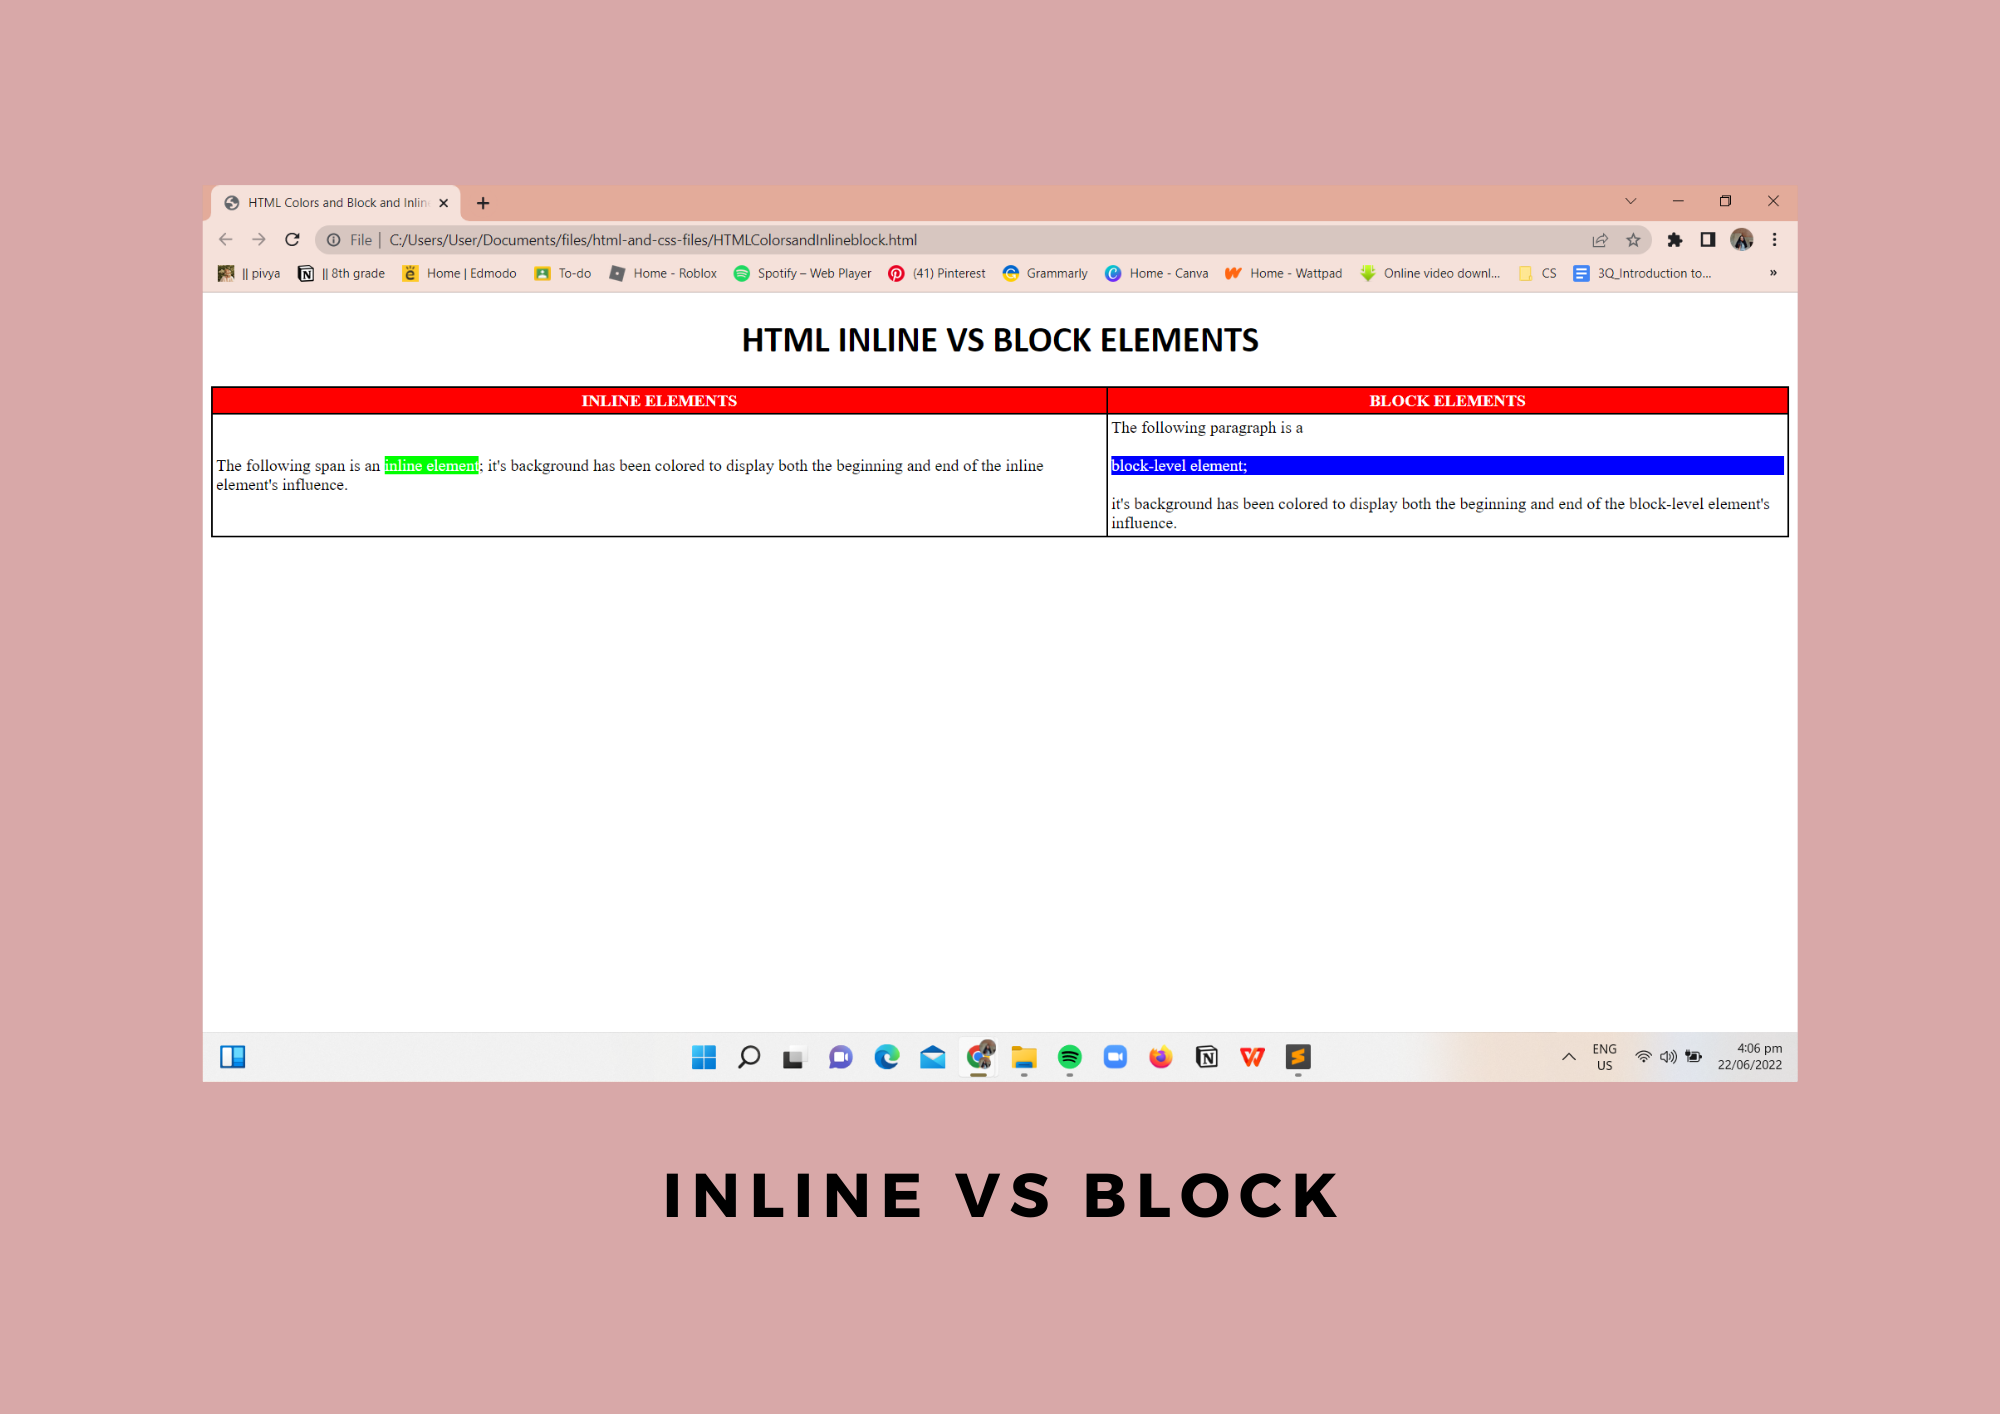 HTML Colors and Block and Inlin
File | C:/Users/User/Documents/files/html-and-css-files/HTMLColorsandInlineblock.html
|| pivya || 8th grade Home | Edmodo To-do Home - Roblox Spotify – Web Player (41) Pinterest Grammarly Home - Canva Home - Wattpad Online video downl... CS 3Q_Introduction to... »
HTML INLINE VS BLOCK ELEMENTS
INLINE ELEMENTS
The following span is an inline element; it's background has been colored to display both the beginning and end of the inline
element's influence.
BLOCK ELEMENTS
The following paragraph is a
block-level element;
it's background has been colored to display both the beginning and end of the block-level element's
influence.
ENG
US
4:06 pm
22/06/2022
INLINE VS BLOCK